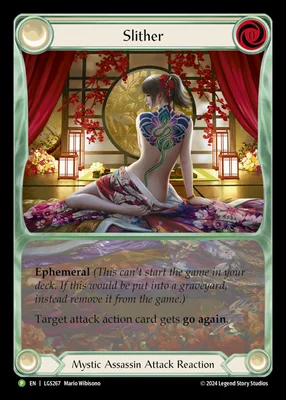 Slither
Ephemeral (This can't start the game in your
deck. If this would be put into a graveyard,
instead remove it from the game.)
Target attack action card gets go again.
Mystic Assassin Attack Reaction
P EN | LGS267 Mario Wibisono
© 2024 Legend Story Studios